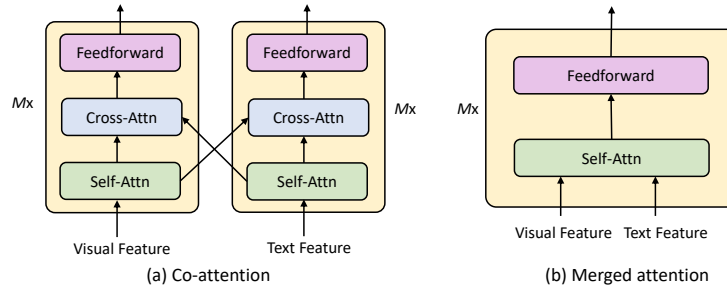 Feedforward
Feedforward
Mx
Cross-Attn
Cross-Attn
Mx
Self-Attn
Self-Attn
Visual Feature
Text Feature
(a) Co-attention
Feedforward
Mx
Self-Attn
Visual Feature
Text Feature
(b) Merged attention